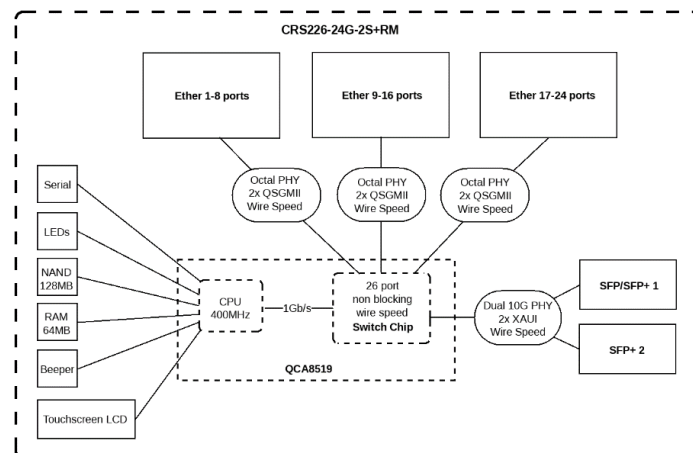 CRS226-24G-2S+RM
Ether 1-8 ports
Ether 9-16 ports
Ether 17-24 ports
Octal PHY
2x QSGMII
Wire Speed
Octal PHY
2x QSGMII
Wire Speed
Octal PHY
2x QSGMII
Wire Speed
Serial
LEDs
NAND
128MB
RAM
64MB
Beeper
Touchscreen LCD
CPU
400MHz
1Gb/s
26 port
non blocking
wire speed
Switch Chip
QCA8519
Dual 10G PHY
2x XAUI
Wire Speed
SFP/SFP+ 1
SFP+ 2